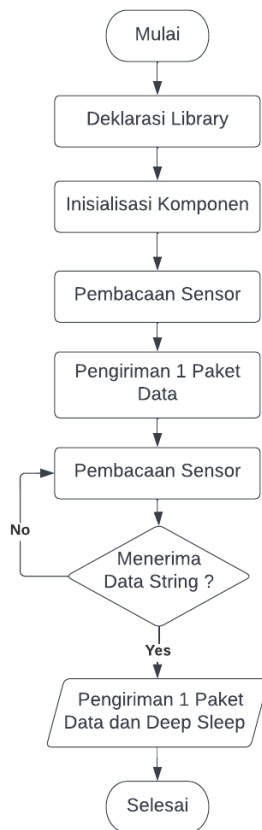 Mulai
Deklarasi Library
Inisialisasi Komponen
Pembacaan Sensor
Pengiriman 1 Paket
Data
Pembacaan Sensor
No
Menerima
Data String ?
Yes
Pengiriman 1 Paket
Data dan Deep Sleep
Selesai